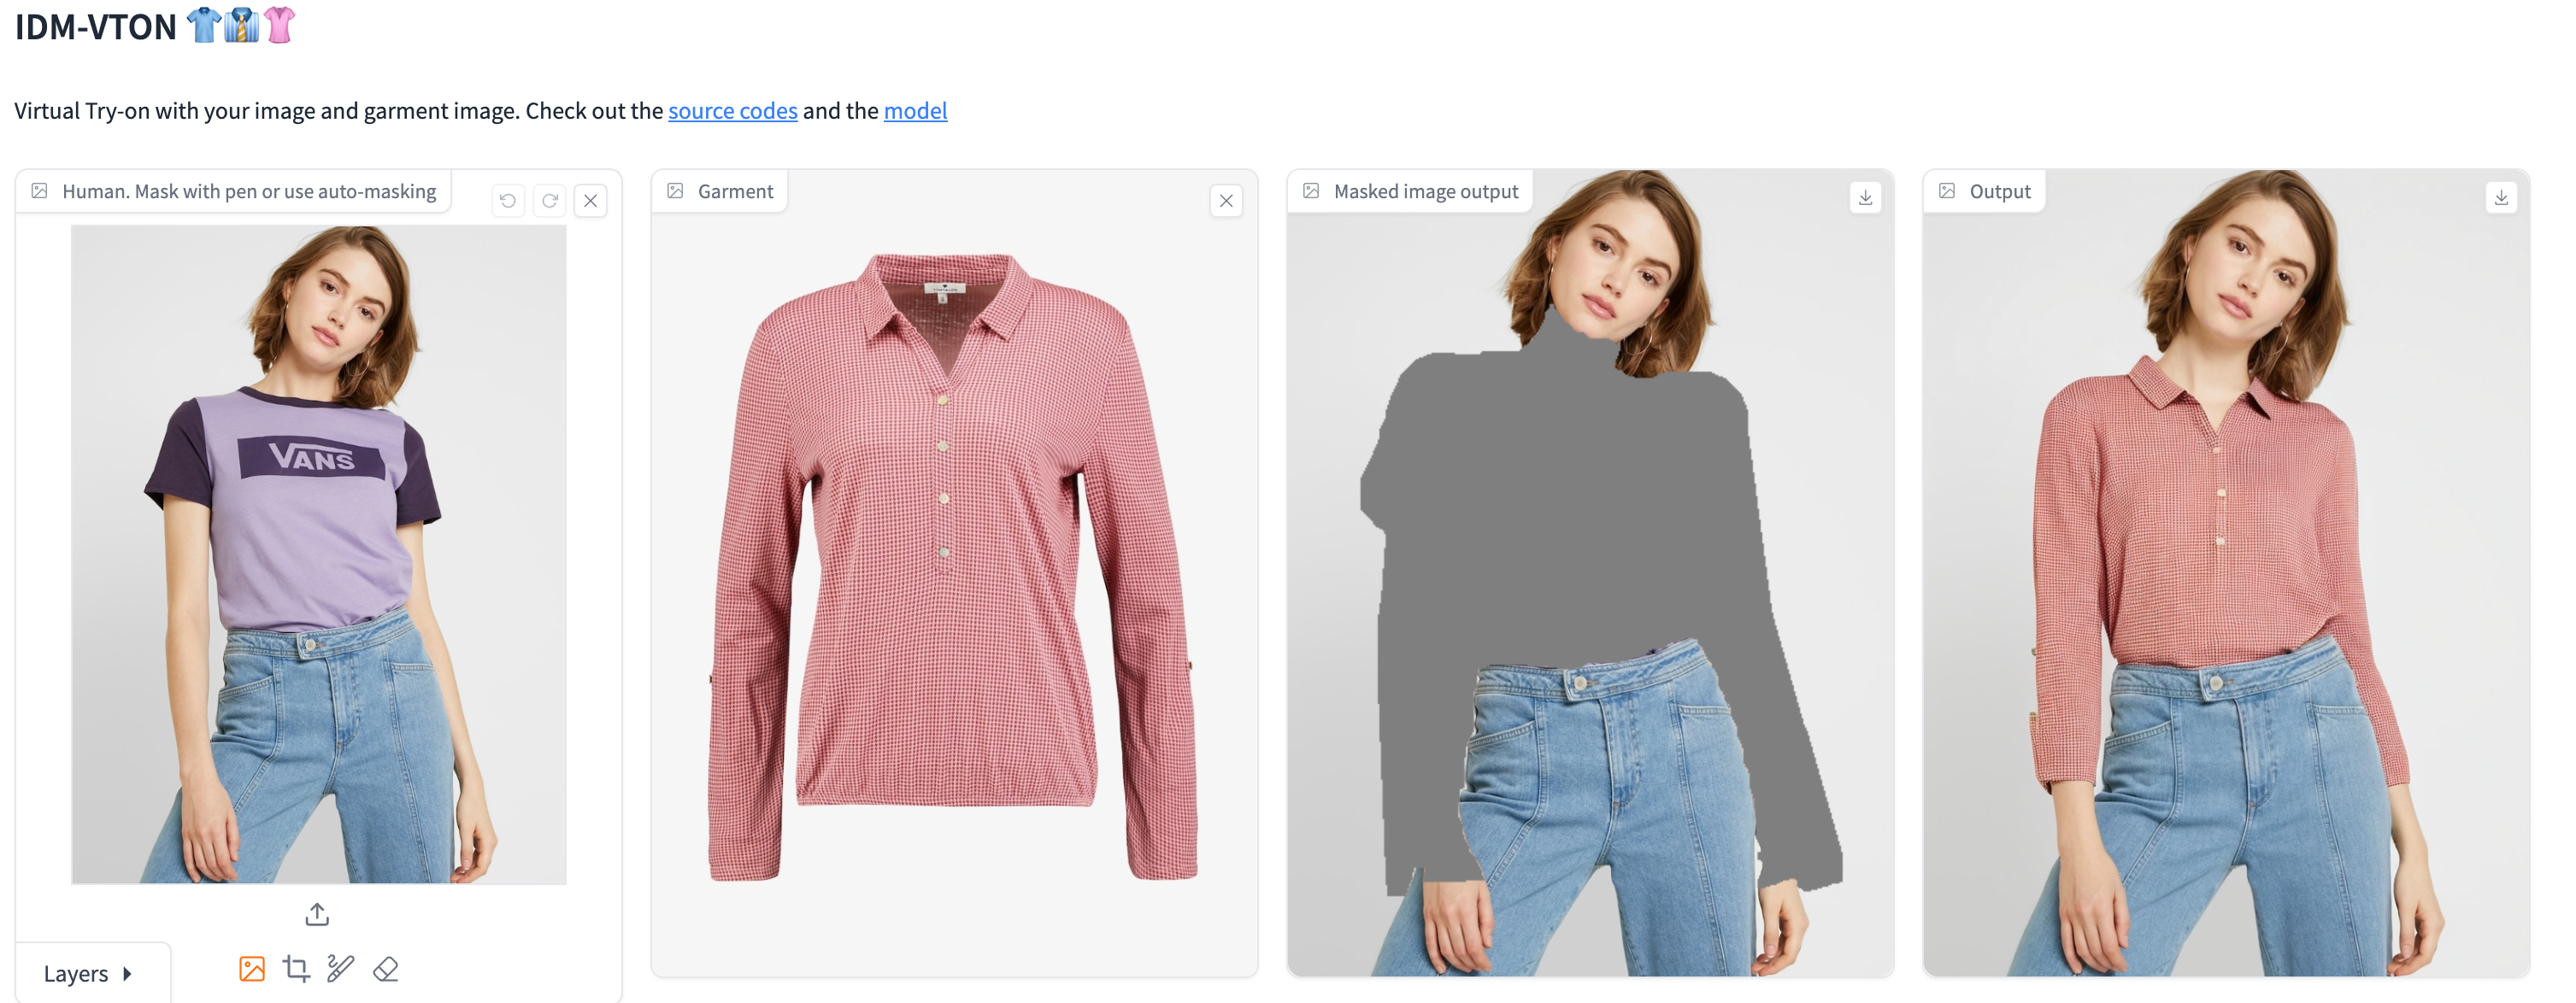 IDM-VTON
Virtual Try-on with your image and garment image. Check out the source codes and the model
Human. Mask with pen or use auto-masking
Garment
Masked image output
Output
VANS
Layers